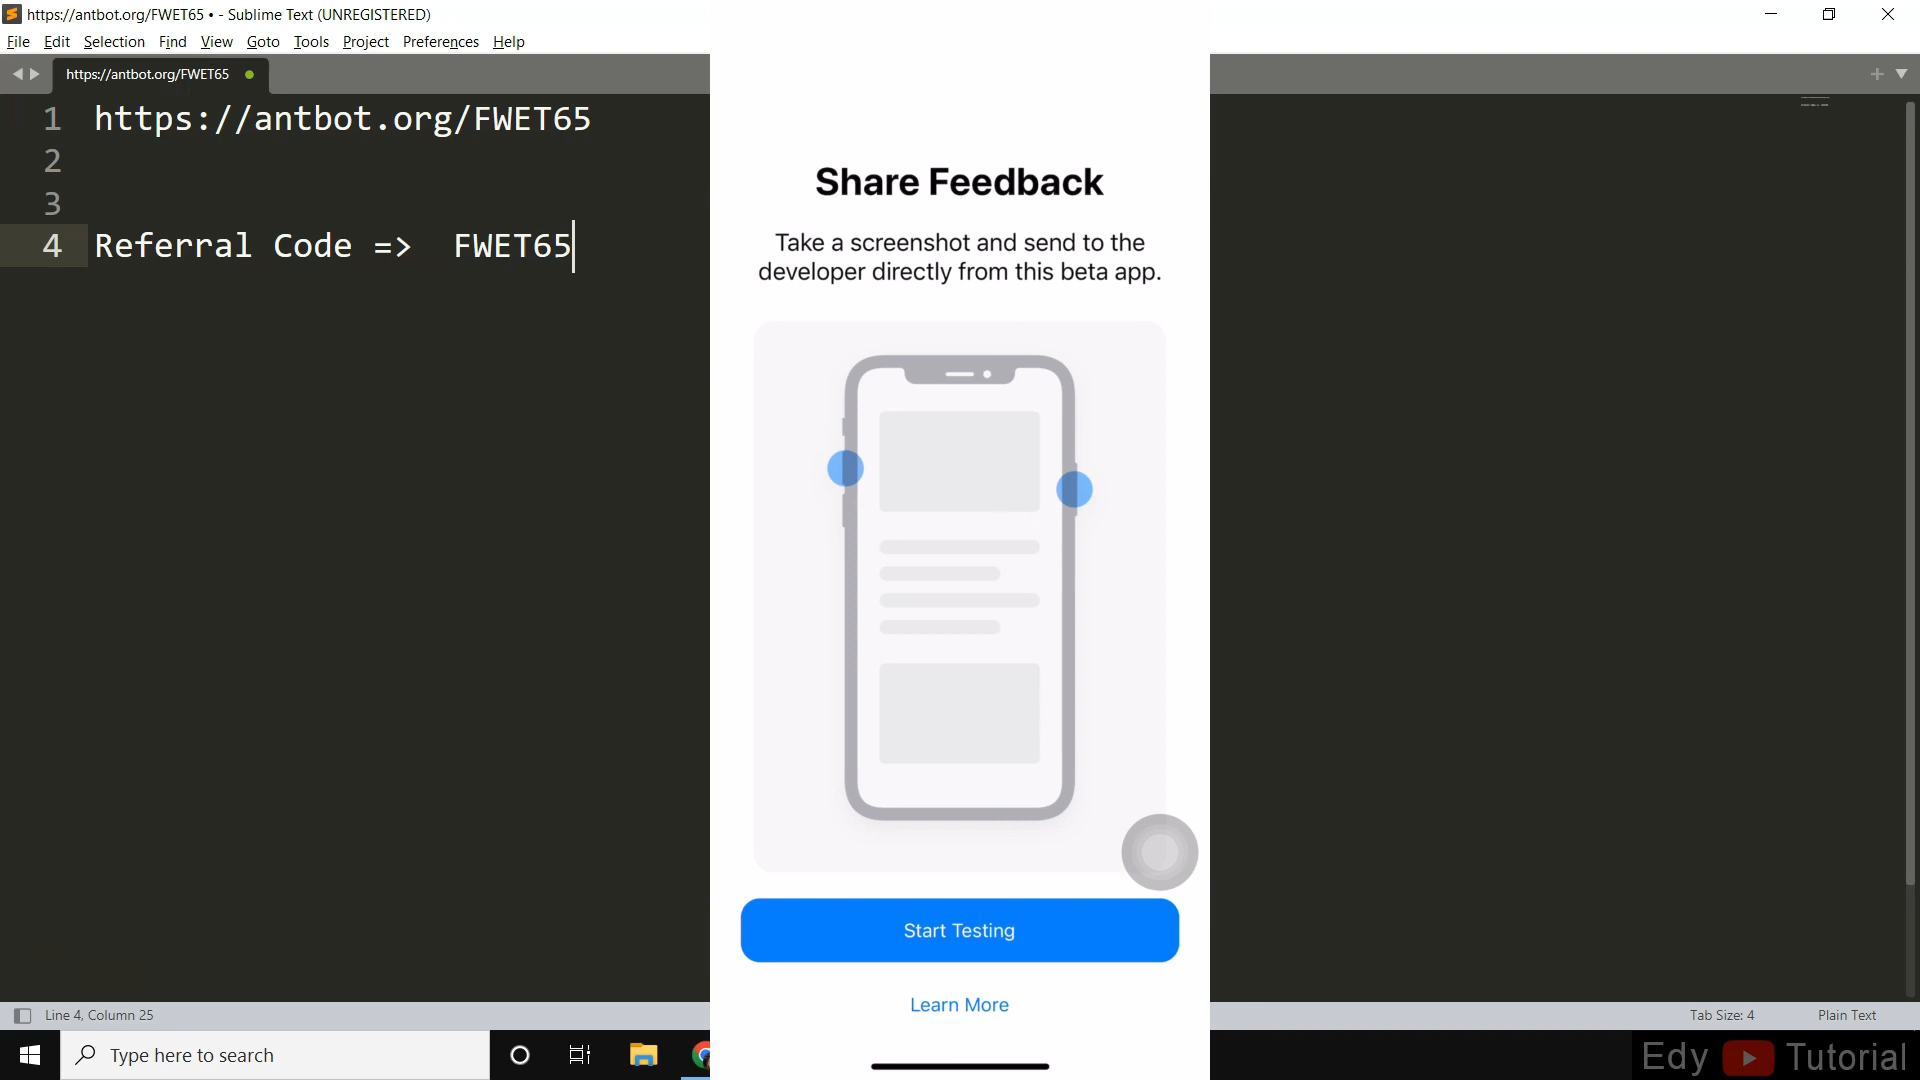 https://antbot.org/FWET65 • - Sublime Text (UNREGISTERED)
File Edit Selection Find View Goto Tools Project Preferences Help
https://antbot.org/FWET65
1 https://antbot.org/FWET65
2
3
4 Referral Code => FWET65
Share Feedback
Take a screenshot and send to the
developer directly from this beta app.
Start Testing
Learn More
Line 4, Column 25
Tab Size: 4
Plain Text
Type here to search
Edy Tutorial